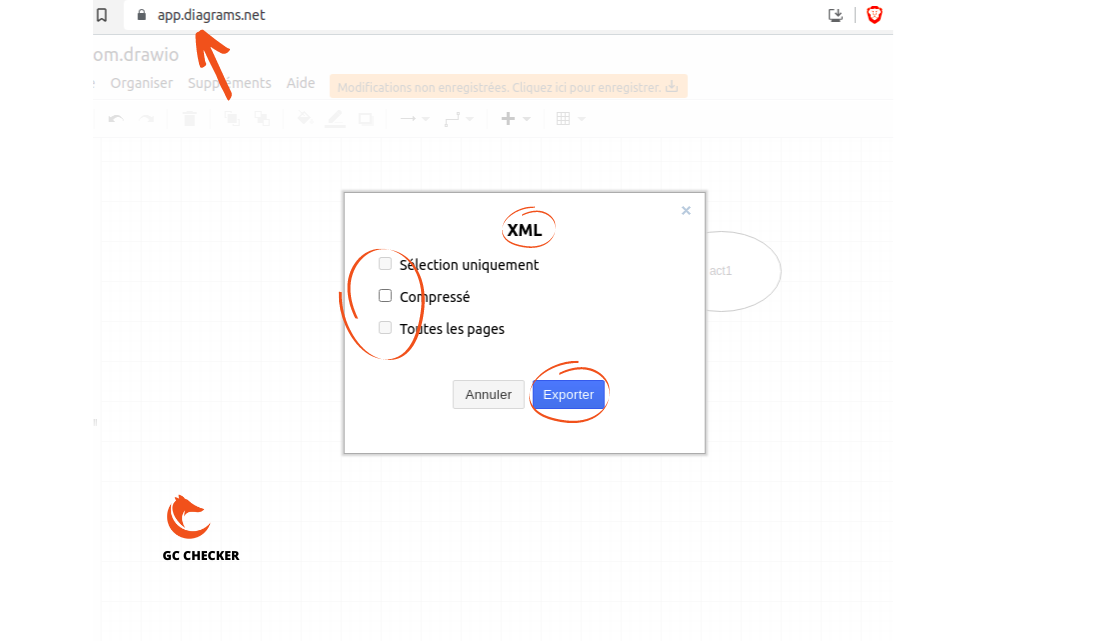 app.diagrams.net
om.drawio
Organiser Suppléments Aide Modifications non enregistrées. Cliquez ici pour enregistrer.
XML
Sélection uniquement
act1
Compressé
Toutes les pages
Annuler Exporter
GC CHECKER